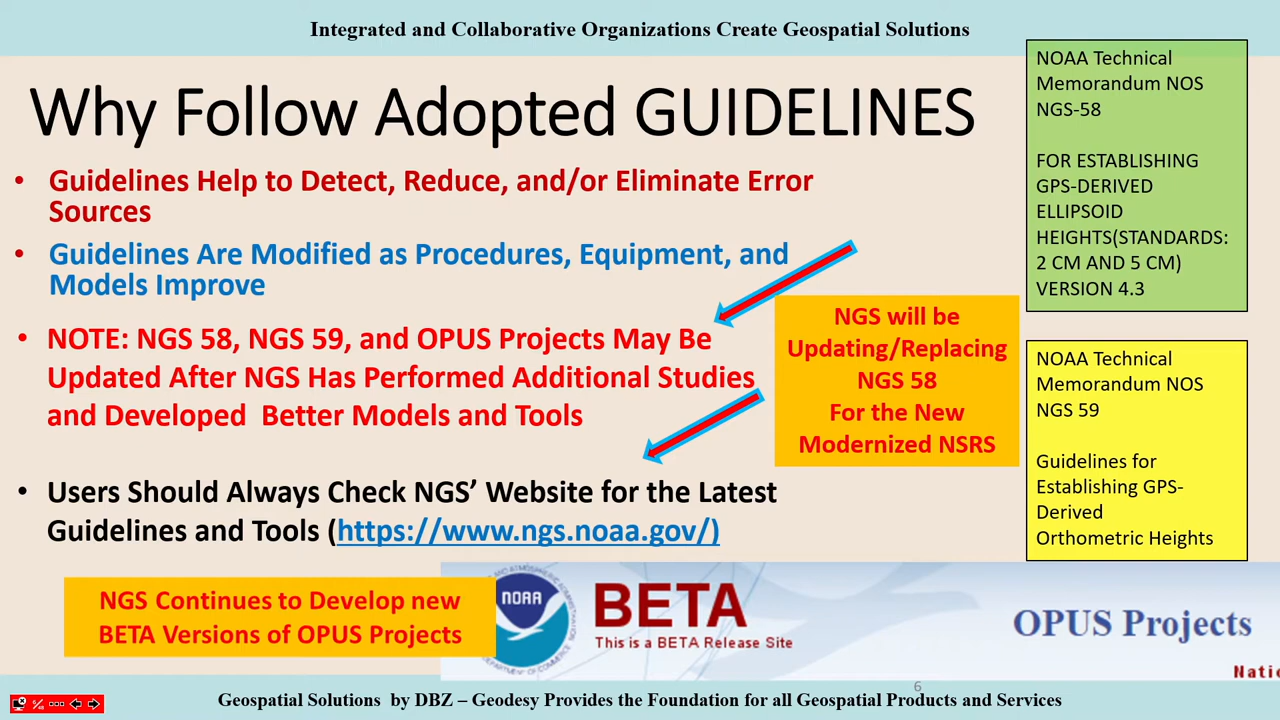 Integrated and Collaborative Organizations Create Geospatial Solutions
Why Follow Adopted GUIDELINES
• Guidelines Help to Detect, Reduce, and/or Eliminate Error
Sources
• Guidelines Are Modified as Procedures, Equipment, and
Models Improve
• NOTE: NGS 58, NGS 59, and OPUS Projects May Be
Updated After NGS Has Performed Additional Studies
and Developed  Better Models and Tools
• Users Should Always Check NGS’ Website for the Latest
Guidelines and Tools (https://www.ngs.noaa.gov/)
NGS will be
Updating/Replacing
NGS 58
For the New
Modernized NSRS
NOAA Technical
Memorandum NOS
NGS-58
FOR ESTABLISHING
GPS-DERIVED
ELLIPSOID
HEIGHTS(STANDARDS:
2 CM AND 5 CM)
VERSION 4.3
NOAA Technical
Memorandum NOS
NGS 59
Guidelines for
Establishing GPS-
Derived
Orthometric Heights
NGS Continues to Develop new
BETA Versions of OPUS Projects
NOAA
BETA
This is a BETA Release Site
OPUS Projects
Natio
6
Geospatial Solutions  by DBZ – Geodesy Provides the Foundation for all Geospatial Products and Services